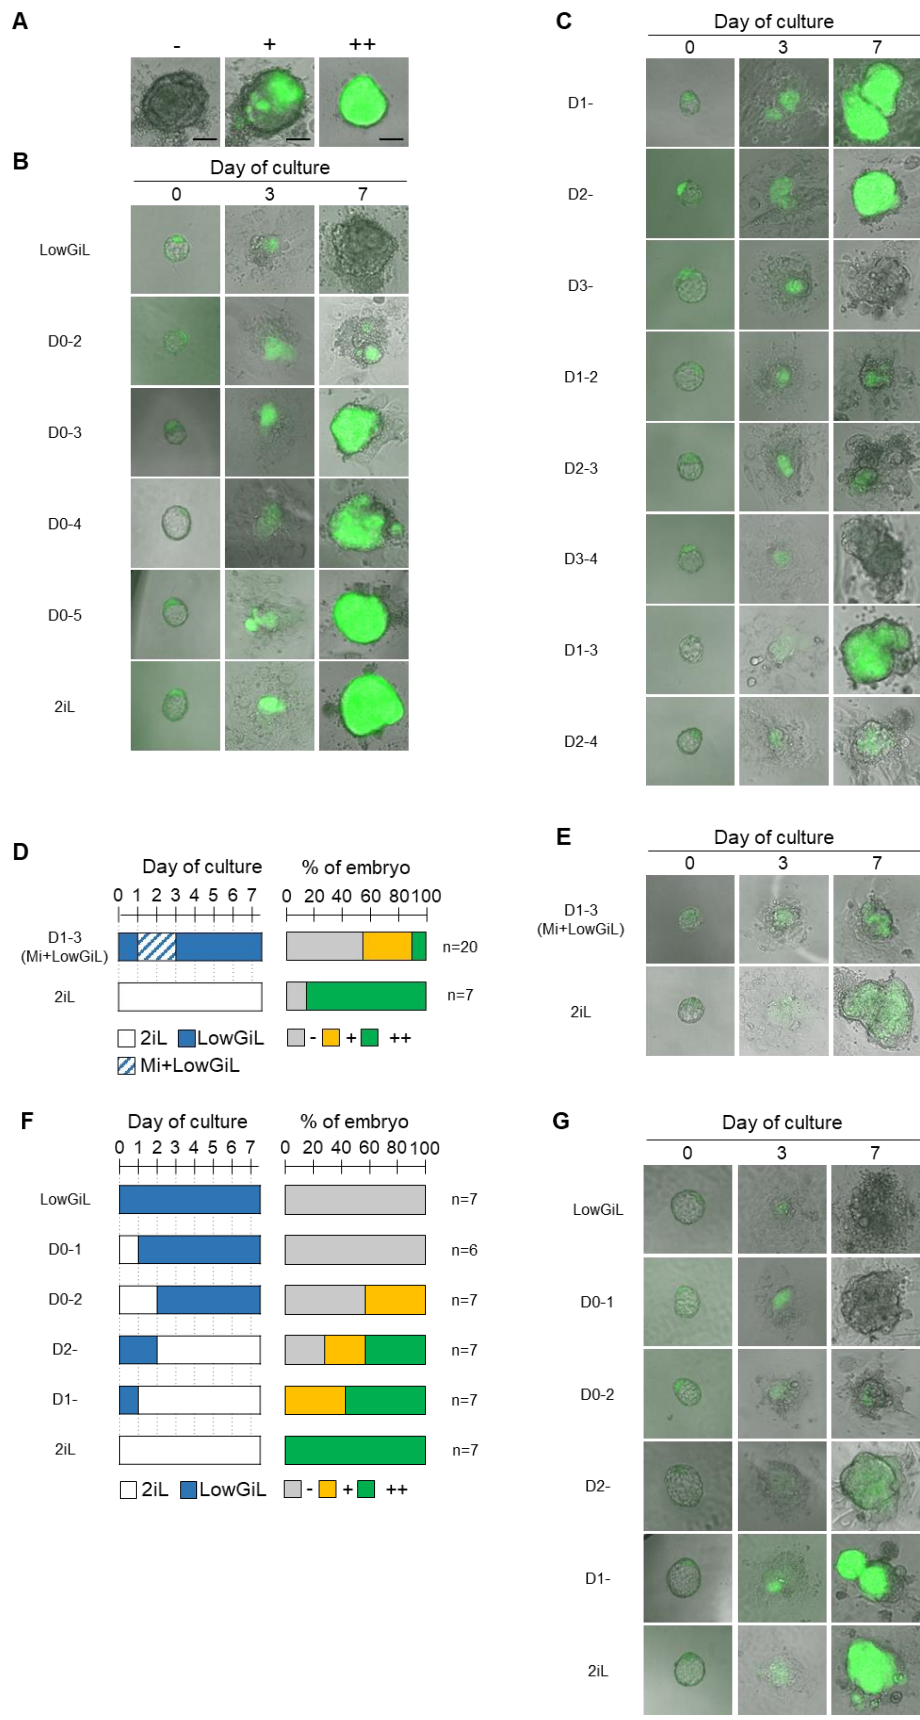 A
- + ++
B
Day of culture
0 3 7
LowGiL
D0-2
D0-3
D0-4
D0-5
2iL
C
Day of culture
0 3 7
D1-
D2-
D3-
D1-2
D2-3
D3-4
D1-3
D2-4
D
Day of culture % of embryo
0 1 2 3 4 5 6 7 0 20 40 60 80 100
D1-3
(Mi+LowGiL)
n=20
2iL n=7
2iL LowGiL - + ++
Mi+LowGiL
E
Day of culture
0 3 7
D1-3
(Mi+LowGiL)
2iL
F
Day of culture % of embryo
0 1 2 3 4 5 6 7 0 20 40 60 80 100
LowGiL n=7
D0-1 n=6
D0-2 n=7
D2- n=7
D1- n=7
2iL n=7
2iL LowGiL - + ++
G
Day of culture
0 3 7
LowGiL
D0-1
D0-2
D2-
D1-
2iL